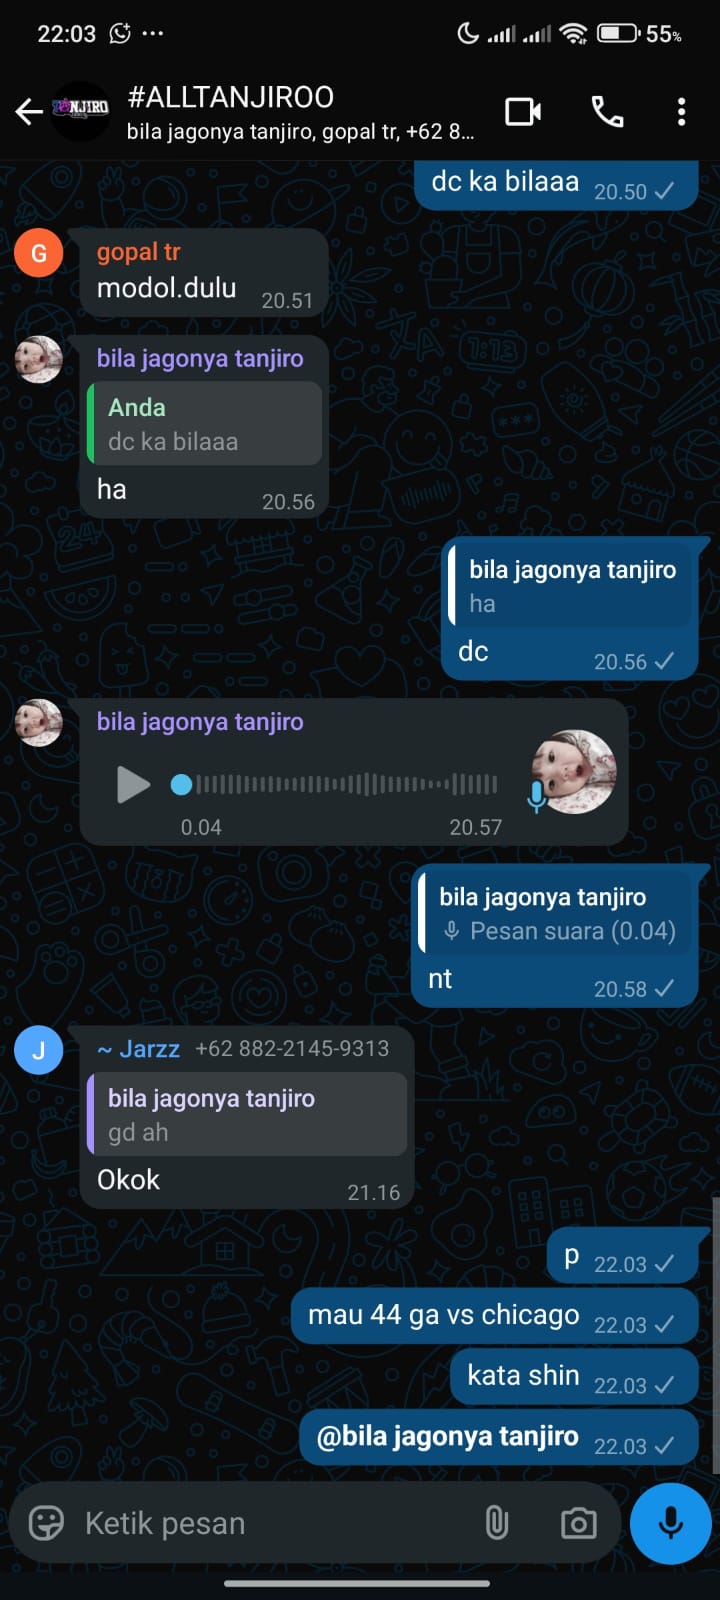 22:03
55%
TANJIRO
#ALLTANJIROO
bila jagonya tanjiro, gopal tr, +62 8...
dc ka bilaaa 20.50
G
gopal tr
modol.dulu 20.51
bila jagonya tanjiro
Anda
dc ka bilaaa
ha 20.56
bila jagonya tanjiro
ha
dc 20.56
bila jagonya tanjiro
0.04 20.57
bila jagonya tanjiro
Pesan suara (0.04)
nt 20.58
J
~ Jarzz +62 882-2145-9313
bila jagonya tanjiro
gd ah
Okok 21.16
p 22.03
mau 44 ga vs chicago 22.03
kata shin 22.03
@bila jagonya tanjiro 22.03
Ketik pesan